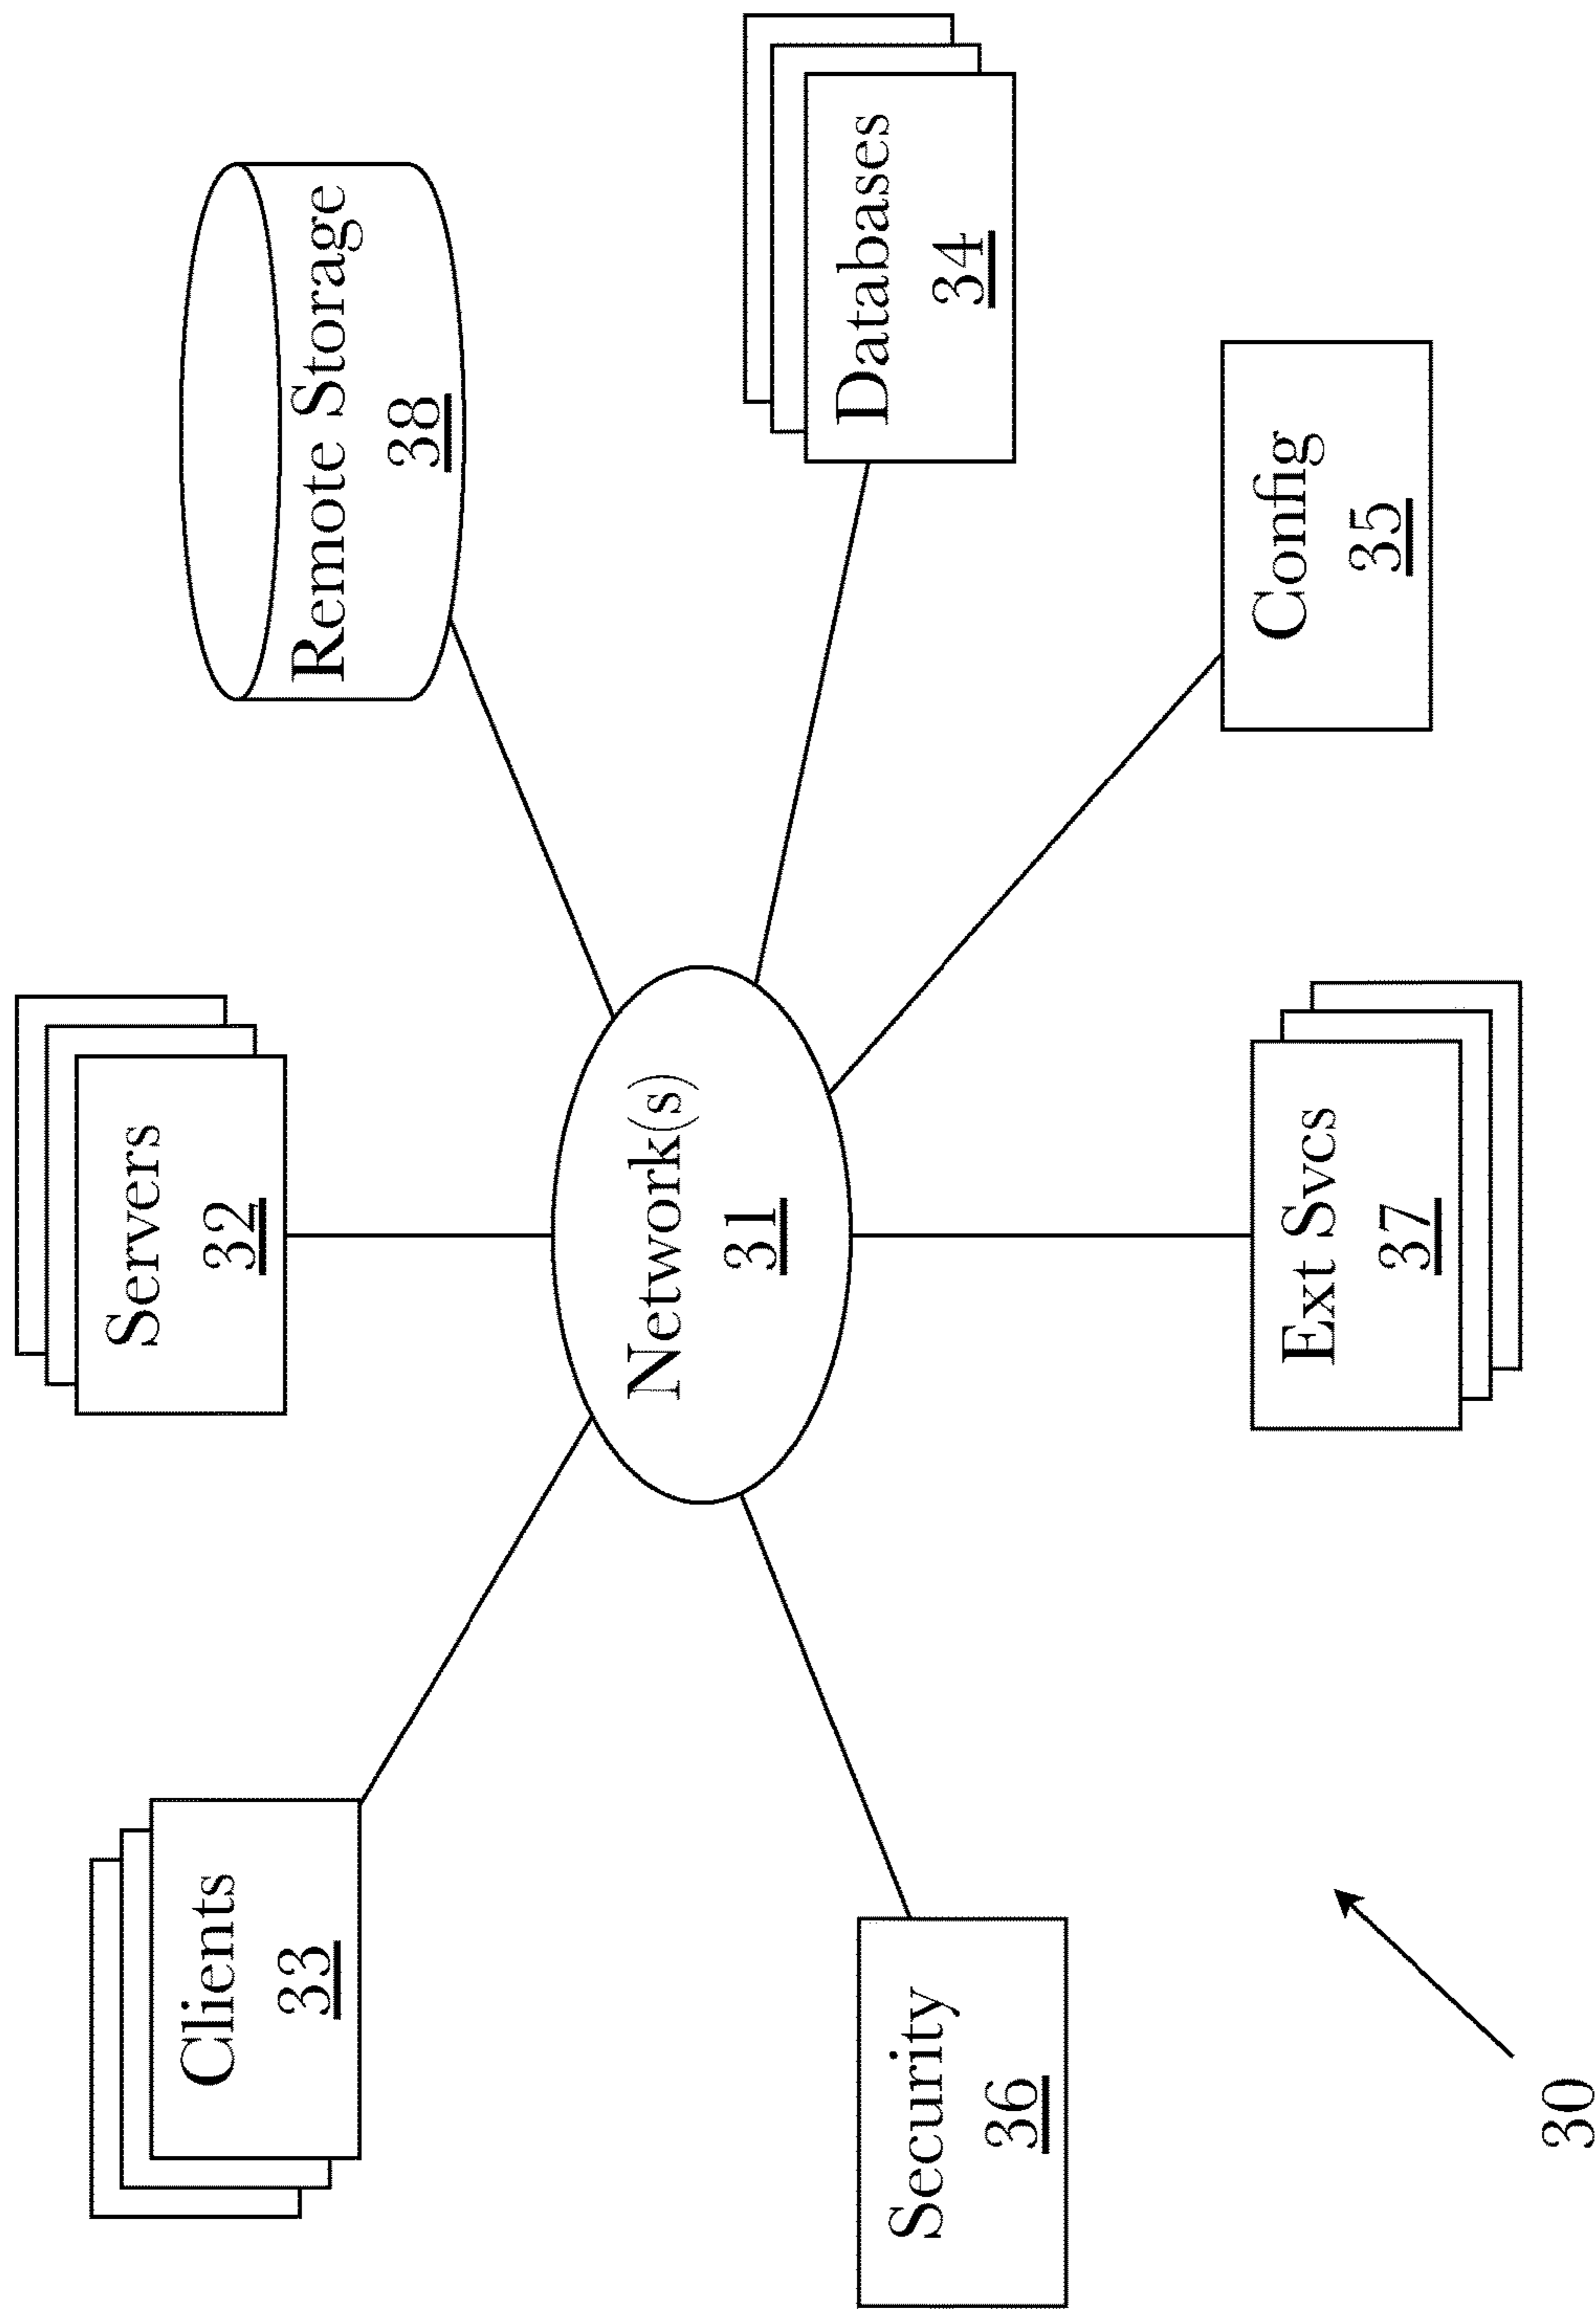 Servers
32
Clients
33
Remote Storage
38
Network(s)
31
Databases
34
Security
36
Config
35
Ext Svcs
37
30